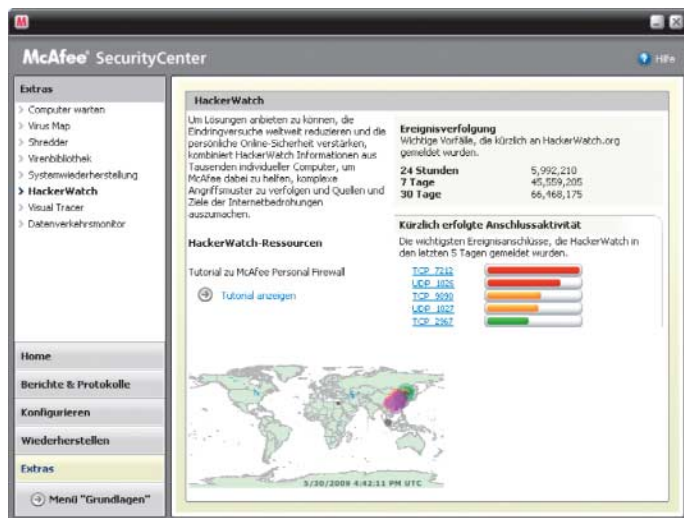 M
McAfee® SecurityCenter
Hilfe
Extras
Computer warten
Virus Map
Shredder
Virenbibliothek
Systemwiederherstellung
HackerWatch
Visual Tracer
Datenverkehrsmonitor
Home
Berichte & Protokolle
Konfigurieren
Wiederherstellen
Extras
Menü "Grundlagen"
HackerWatch
Um Lösungen anbieten zu können, die
Eindringversuche weltweit reduzieren und die
persönliche Online-Sicherheit verstärken,
kombiniert HackerWatch Informationen aus
Tausenden individueller Computer, um
McAfee dabei zu helfen, komplexe
Angriffsmuster zu verfolgen und Quellen und
Ziele der Internetbedrohungen
auszumachen.
HackerWatch-Ressourcen
Tutorial zu McAfee Personal Firewall
Tutorial anzeigen
Ereignisverfolgung
Wichtige Vorfälle, die kürzlich an HackerWatch.org
gemeldet wurden.
24 Stunden 5,992,210
7 Tage 45,559,205
30 Tage 66,468,175
Kürzlich erfolgte Anschlussaktivität
Die wichtigsten Ereignisanschlüsse, die HackerWatch in
den letzten 5 Tagen gemeldet wurden.
TCP 7212
UDP 1026
TCP 9090
UDP 1027
TCP 2967
5/20/2009 4:42:11 PM UTC